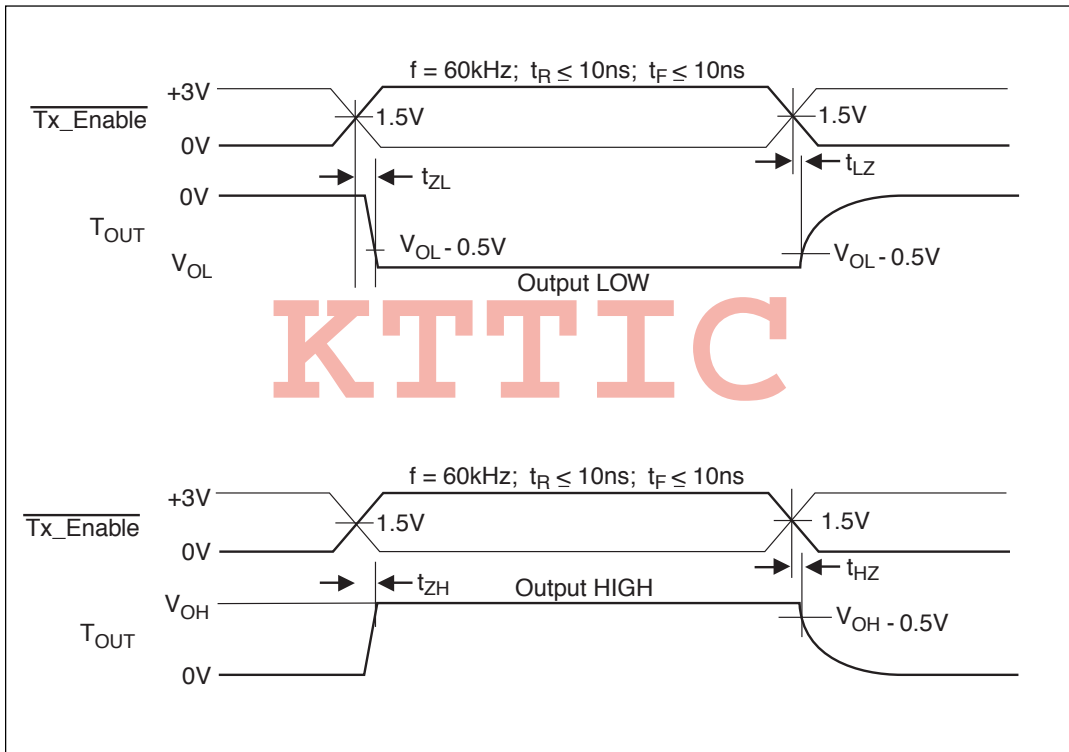 f = 60kHz; tR ≤ 10ns; tF ≤ 10ns
+3V
Tx_Enable
0V
1.5V
1.5V
tZL
tLZ
0V
TOUT
VOL
VOL - 0.5V
VOL - 0.5V
Output LOW
KTTIC
f = 60kHz; tR ≤ 10ns; tF ≤ 10ns
+3V
Tx_Enable
0V
1.5V
1.5V
tZH
Output HIGH
tHZ
VOH
TOUT
0V
VOH - 0.5V